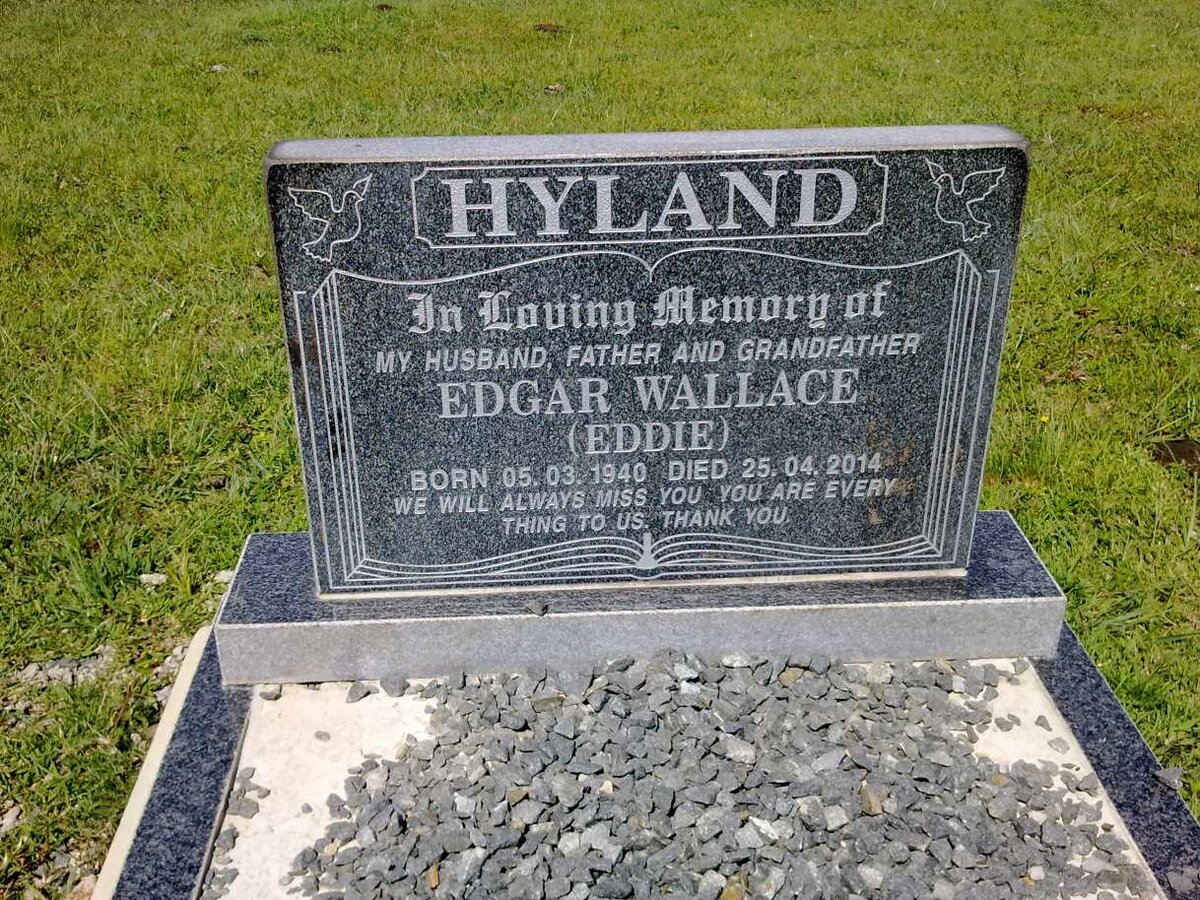 HYLAND
In Loving Memory of
MY HUSBAND, FATHER AND GRANDFATHER
EDGAR WALLACE
(EDDIE)
BORN 05. 03. 1940 DIED 25. 04. 2014
WE WILL ALWAYS MISS YOU, YOU ARE EVERY
THING TO US. THANK YOU.